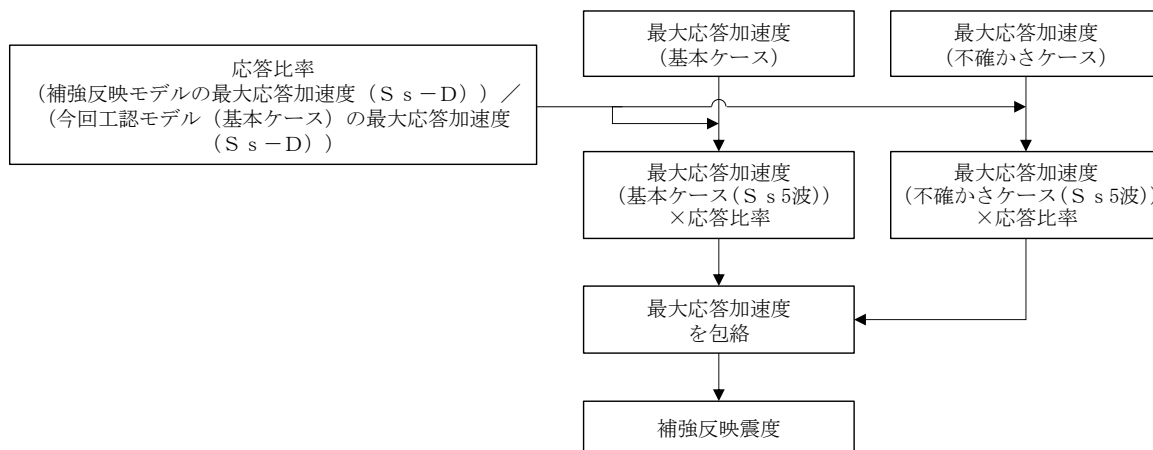 最大応答加速度
(基本ケース)
最大応答加速度
(不確かさケース)
応答比率
(補強反映モデルの最大応答加速度(Ss-D))/
(今回工認モデル(基本ケース)の最大応答加速度
(Ss-D))
最大応答加速度
(基本ケース(Ss5波))
×応答比率
最大応答加速度
(不確かさケース(Ss5波))
×応答比率
最大応答加速度
を包絡
補強反映震度